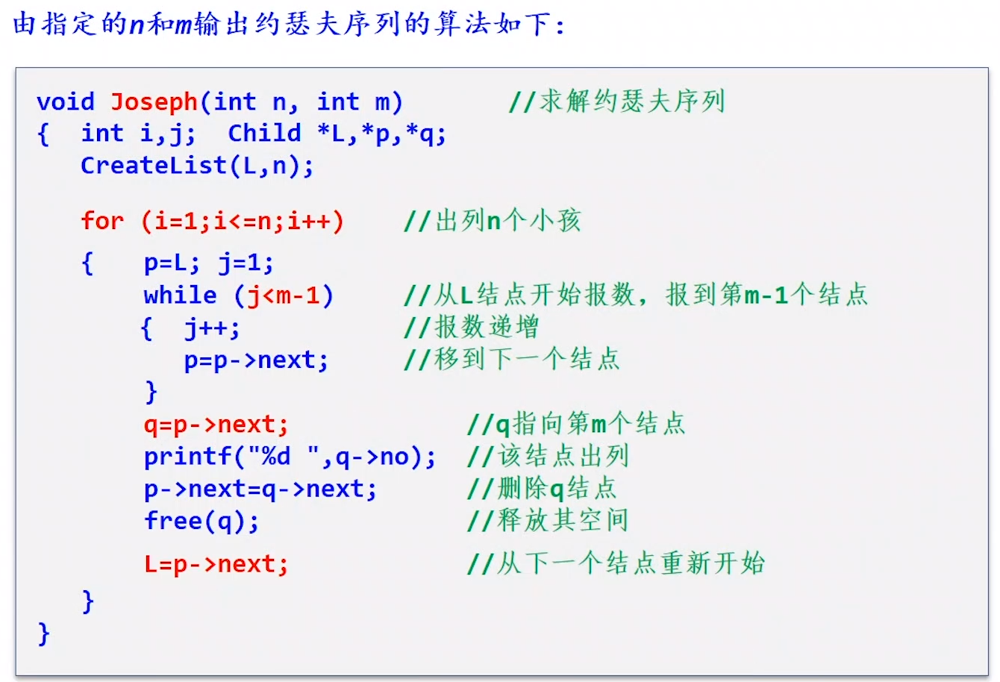 由指定的n和m输出约瑟夫序列的算法如下：
void Joseph(int n, int m) //求解约瑟夫序列
{ int i,j; Child *L,*p,*q;
CreateList(L,n);
for (i=1;i<=n;i++) //出列n个小孩
{ p=L; j=1;
while (j<m-1) //从L结点开始报数，报到第m-1个结点
{ j++; //报数递增
p=p->next; //移到下一个结点
}
q=p->next; //q指向第m个结点
printf("%d ",q->no); //该结点出列
p->next=q->next; //删除q结点
free(q); //释放其空间
L=p->next; //从下一个结点重新开始
}
}